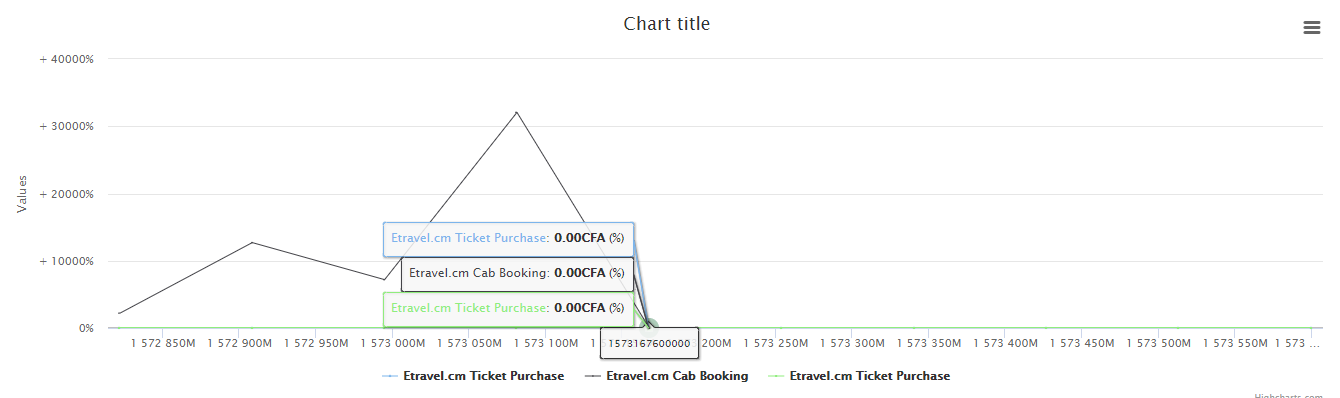 Chart title
+ 40000%
+ 30000%
+ 20000%
+ 10000%
0%
Values
Etravel.cm Ticket Purchase: 0.00CFA (%)
Etravel.cm Cab Booking: 0.00CFA (%)
Etravel.cm Ticket Purchase: 0.00CFA (%)
1573167600000
1 572 850M 1 572 900M 1 572 950M 1 573 000M 1 573 050M 1 573 100M 200M 1 573 250M 1 573 300M 1 573 350M 1 573 400M 1 573 450M 1 573 500M 1 573 550M 1 573 ...
Etravel.cm Ticket Purchase Etravel.cm Cab Booking Etravel.cm Ticket Purchase
Highcharts.com